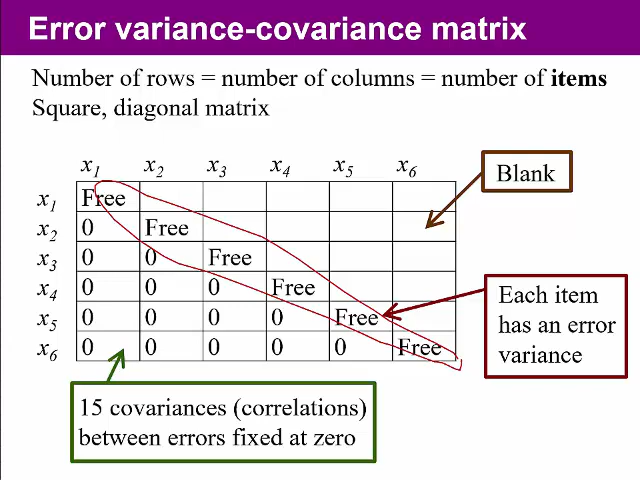 Error variance-covariance matrix
Number of rows = number of columns = number of items
Square, diagonal matrix
x1 x2 x3 x4 x5 x6
x1 Free
x2 0 Free
x3 0 0 Free
x4 0 0 0 Free
x5 0 0 0 0 Free
x6 0 0 0 0 0 Free
Blank
Each item
has an error
variance
15 covariances (correlations)
between errors fixed at zero